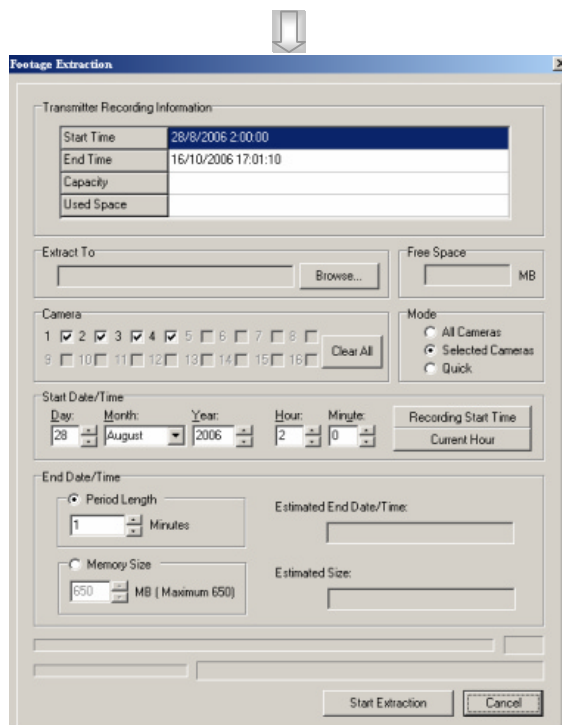 Footage Extraction
Transmitter Recording Information
Start Time 28/8/2006 2:00:00
End Time 16/10/2006 17:01:10
Capacity
Used Space
Extract To Free Space
Browse... MB
Camera Mode
1 2 3 4 5 6 7 8 All Cameras
Clear All Selected Cameras
9 10 11 12 13 14 15 16 Quick
Start Date/Time
Day: Month: Year: Hour: Minute: Recording Start Time
28 August 2006 2 0 Current Hour
End Date/Time
Period Length Estimated End Date/Time:
1 Minutes
Memory Size Estimated Size:
650 MB ( Maximum 650)
Start Extraction Cancel